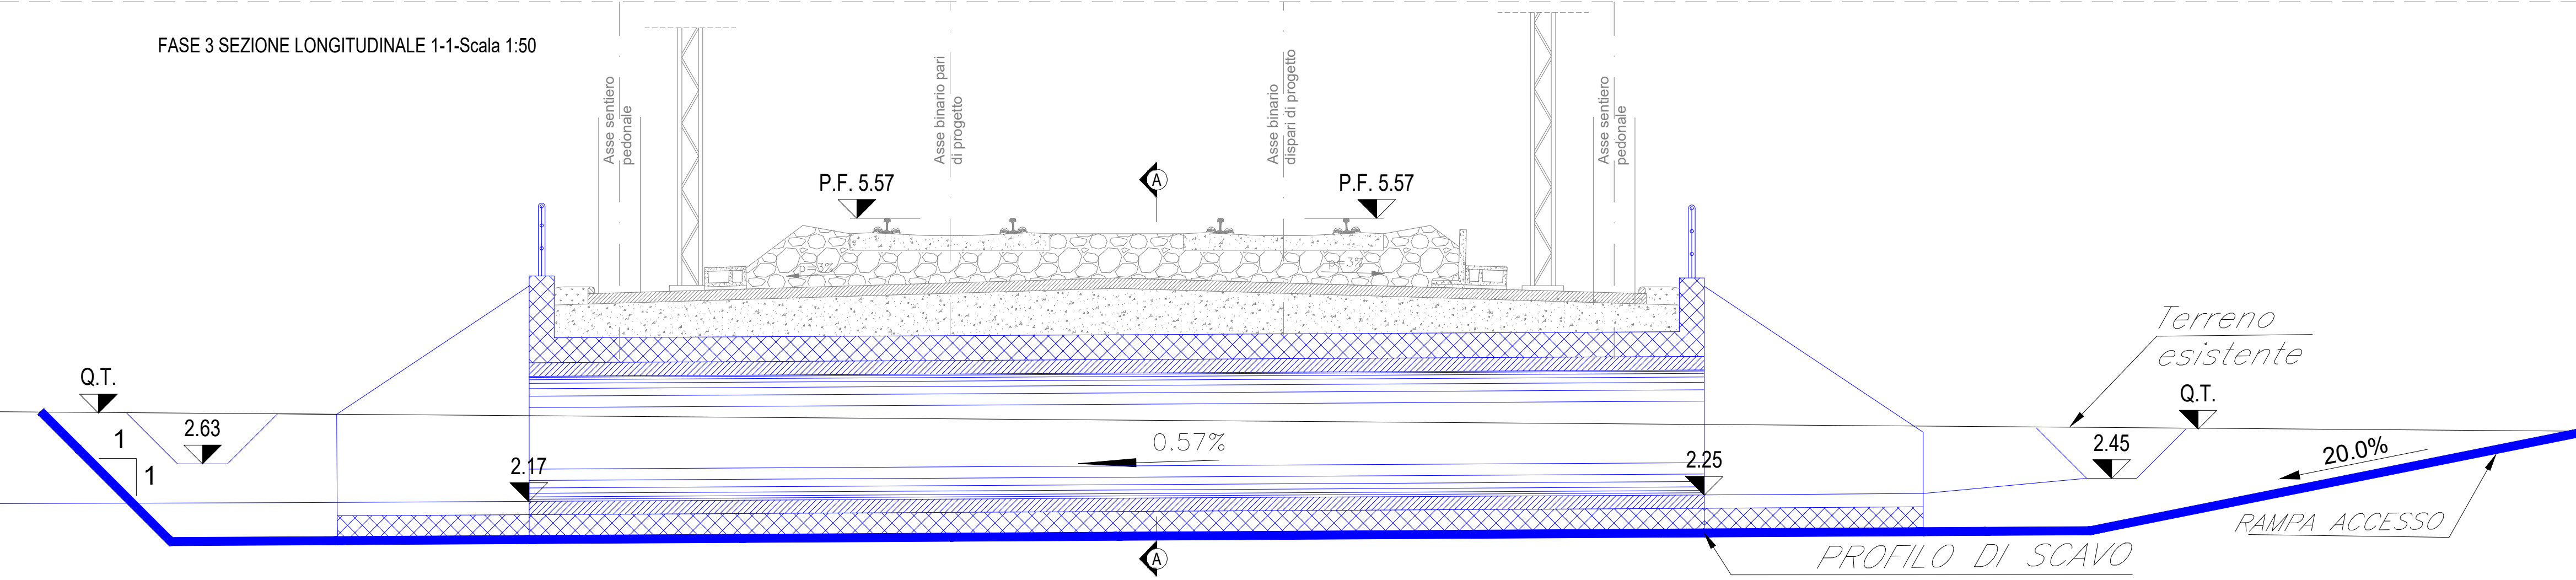 FASE 3 SEZIONE LONGITUDINALE 1-1-Scala 1:50
Asse sentiero
pedonale
Asse binario pari
di progetto
Asse binario
dispari di progetto
Asse sentiero
pedonale
P.F. 5.57
A
P.F. 5.57
p=3%
p=3%
Terreno
esistente
Q.T.
Q.T.
1
1
2.63
0.57%
2.17
2.25
2.45
20.0%
RAMPA ACCESSO
PROFILO DI SCAVO
A